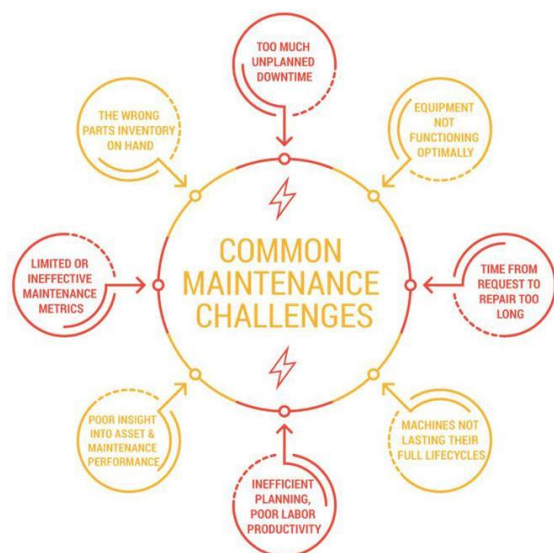 TOO MUCH
UNPLANNED
DOWNTIME
THE WRONG
PARTS INVENTORY
ON HAND
EQUIPMENT
NOT
FUNCTIONING
OPTIMALLY
COMMON
MAINTENANCE
CHALLENGES
LIMITED OR
INEFFECTIVE
MAINTENANCE
METRICS
TIME FROM
REQUEST TO
REPAIR TOO
LONG
POOR INSIGHT
INTO ASSET &
MAINTENANCE
PERFORMANCE
MACHINES NOT
LASTING THEIR
FULL LIFECYCLES
INEFFICIENT
PLANNING,
POOR LABOR
PRODUCTIVITY